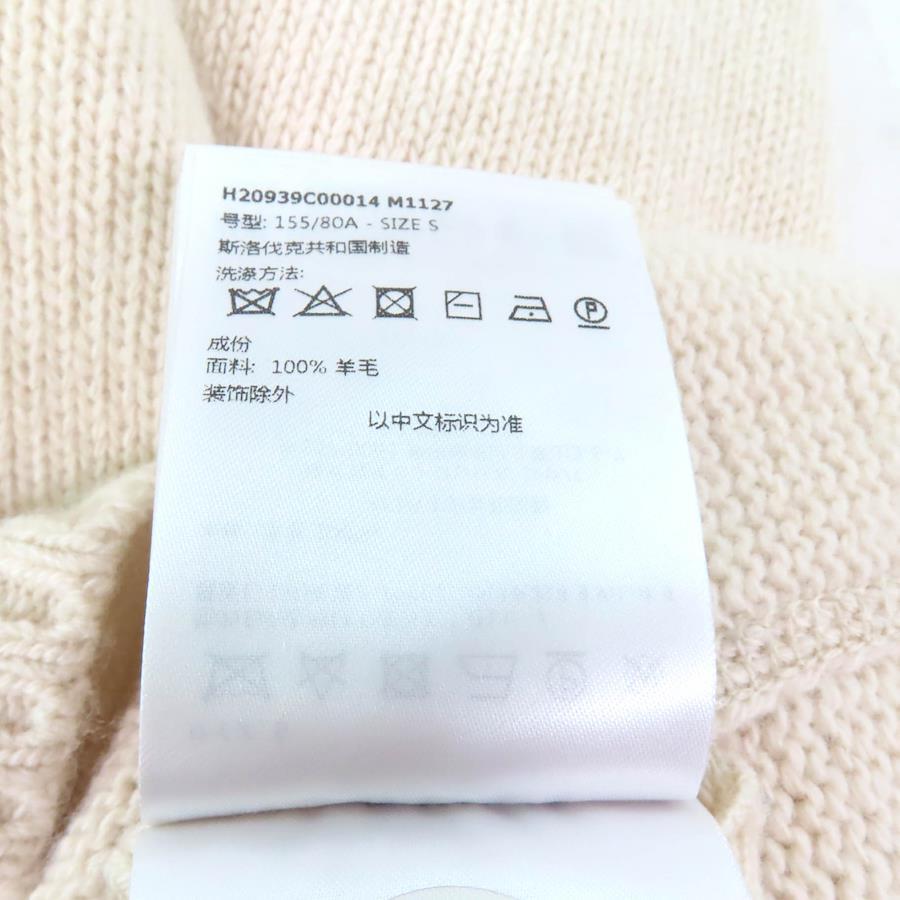 H20939C00014 M1127
号型: 155/80A - SIZE S
斯洛伐克共和国制造
洗涤方法:
P
成份
面料: 100% 羊毛
装饰除外
以中文标识为准